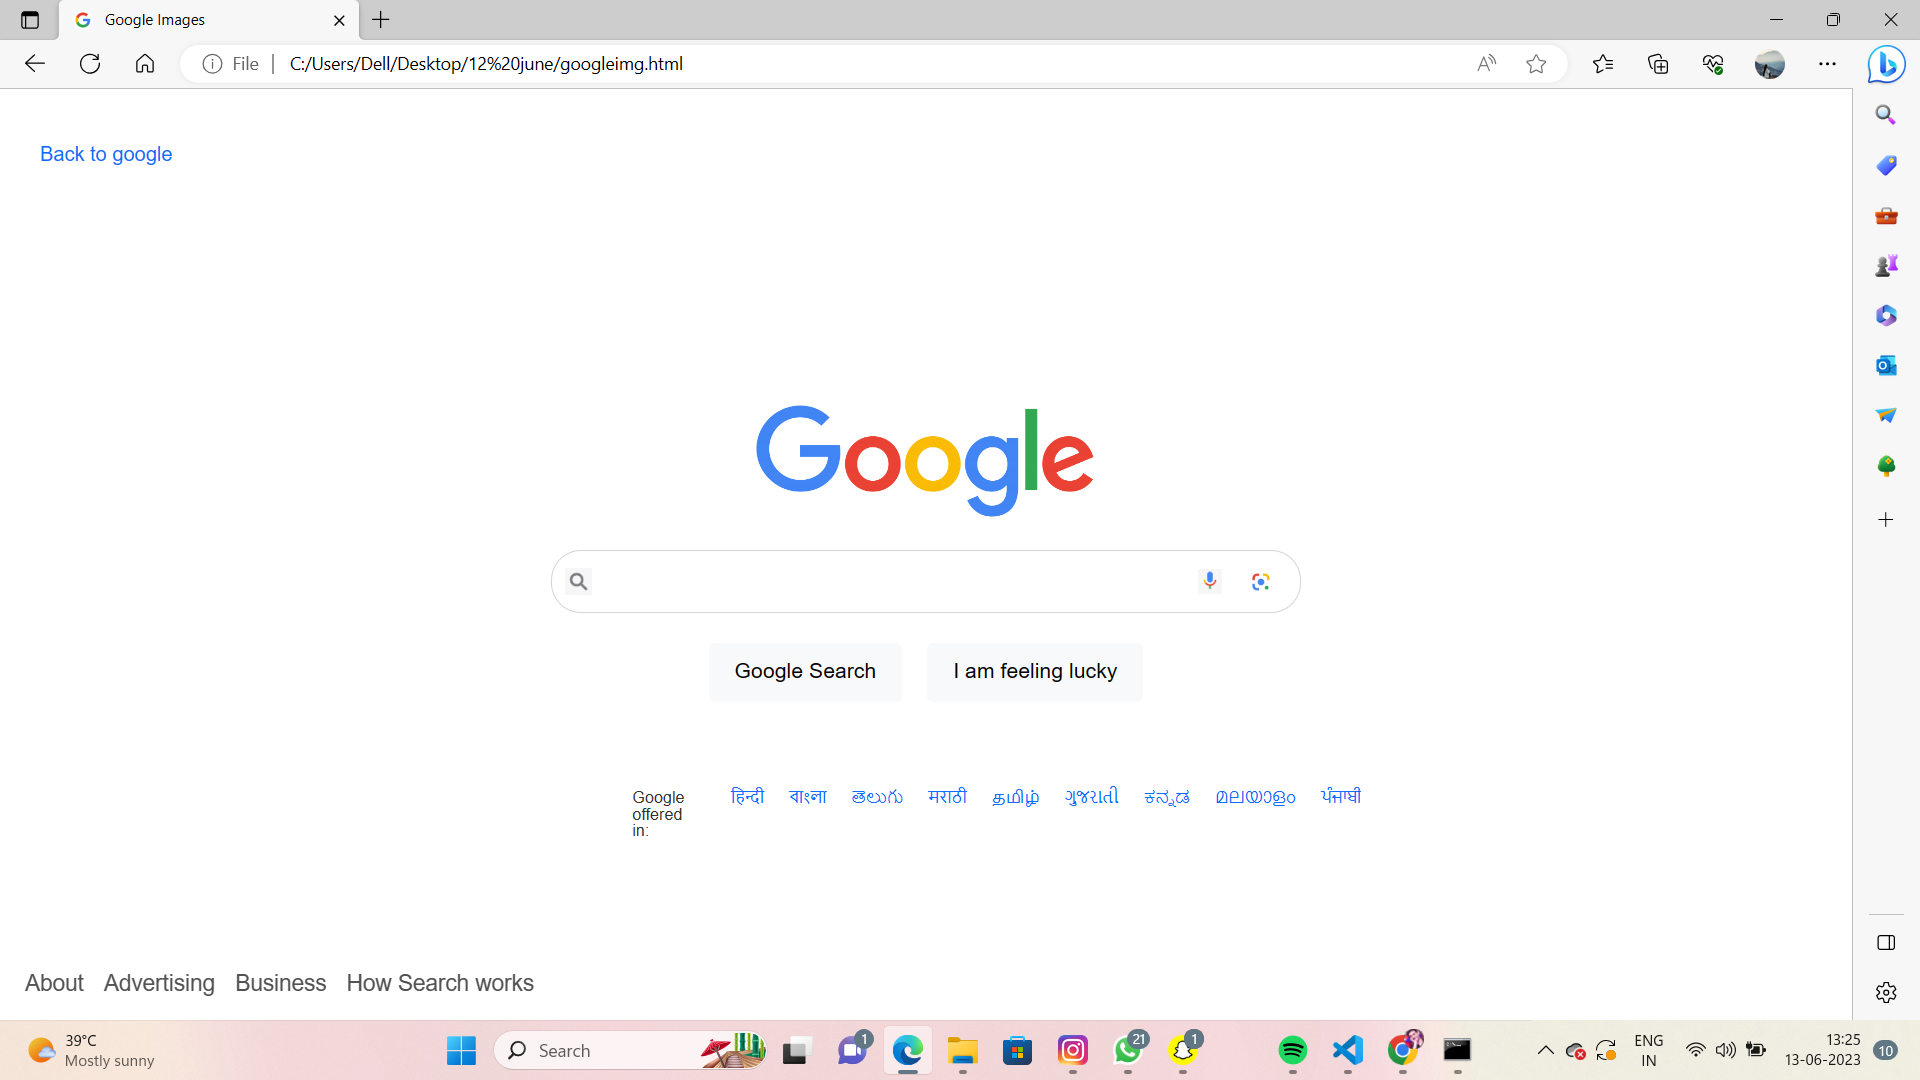 Google Images
File
C:/Users/Dell/Desktop/12%20june/googleimg.html
Back to google
Google
Google Search
I am feeling lucky
Google offered in:
हिन्दी বাংলা తెలుగు मराठी தமிழ் ગુજરાતી ಕನ್ನಡ മലയാളം ਪੰਜਾਬੀ
About Advertising Business How Search works
39°C
Mostly sunny
Search
1
21
1
ENG
IN
13:25
13-06-2023
10